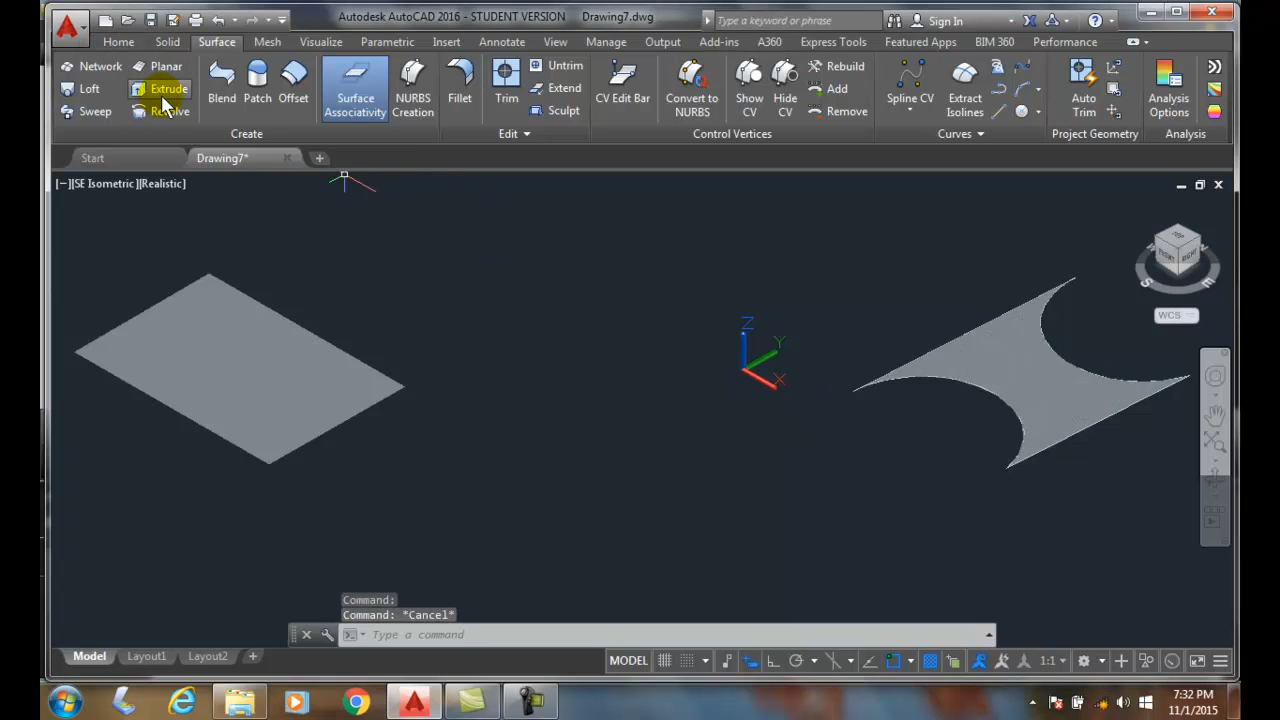 Autodesk AutoCAD 2016 - STUDENT VERSION Drawing7.dwg
Type a keyword or phrase
Sign In
Home Solid Surface Mesh Visualize Parametric Insert Annotate View Manage Output Add-ins A360 Express Tools Featured Apps BIM 360 Performance
Network Planar
Loft Extrude
Sweep Revolve
Blend Patch Offset
Surface Associativity
NURBS Creation
Fillet
Trim
Untrim
Extend
Sculpt
CV Edit Bar
Convert to NURBS
Show CV
Hide CV
Rebuild
Add
Remove
Spline CV
Extract Isolines
Auto Trim
Analysis Options
Create Edit Control Vertices Curves Project Geometry Analysis
Start Drawing7*
[–][SE Isometric][Realistic]
TOP
FRONT RIGHT
S E
WCS
Z
Y
X
Command:
Command: *Cancel*
Type a command
Model Layout1 Layout2
MODEL 1:1
7:32 PM
11/1/2015